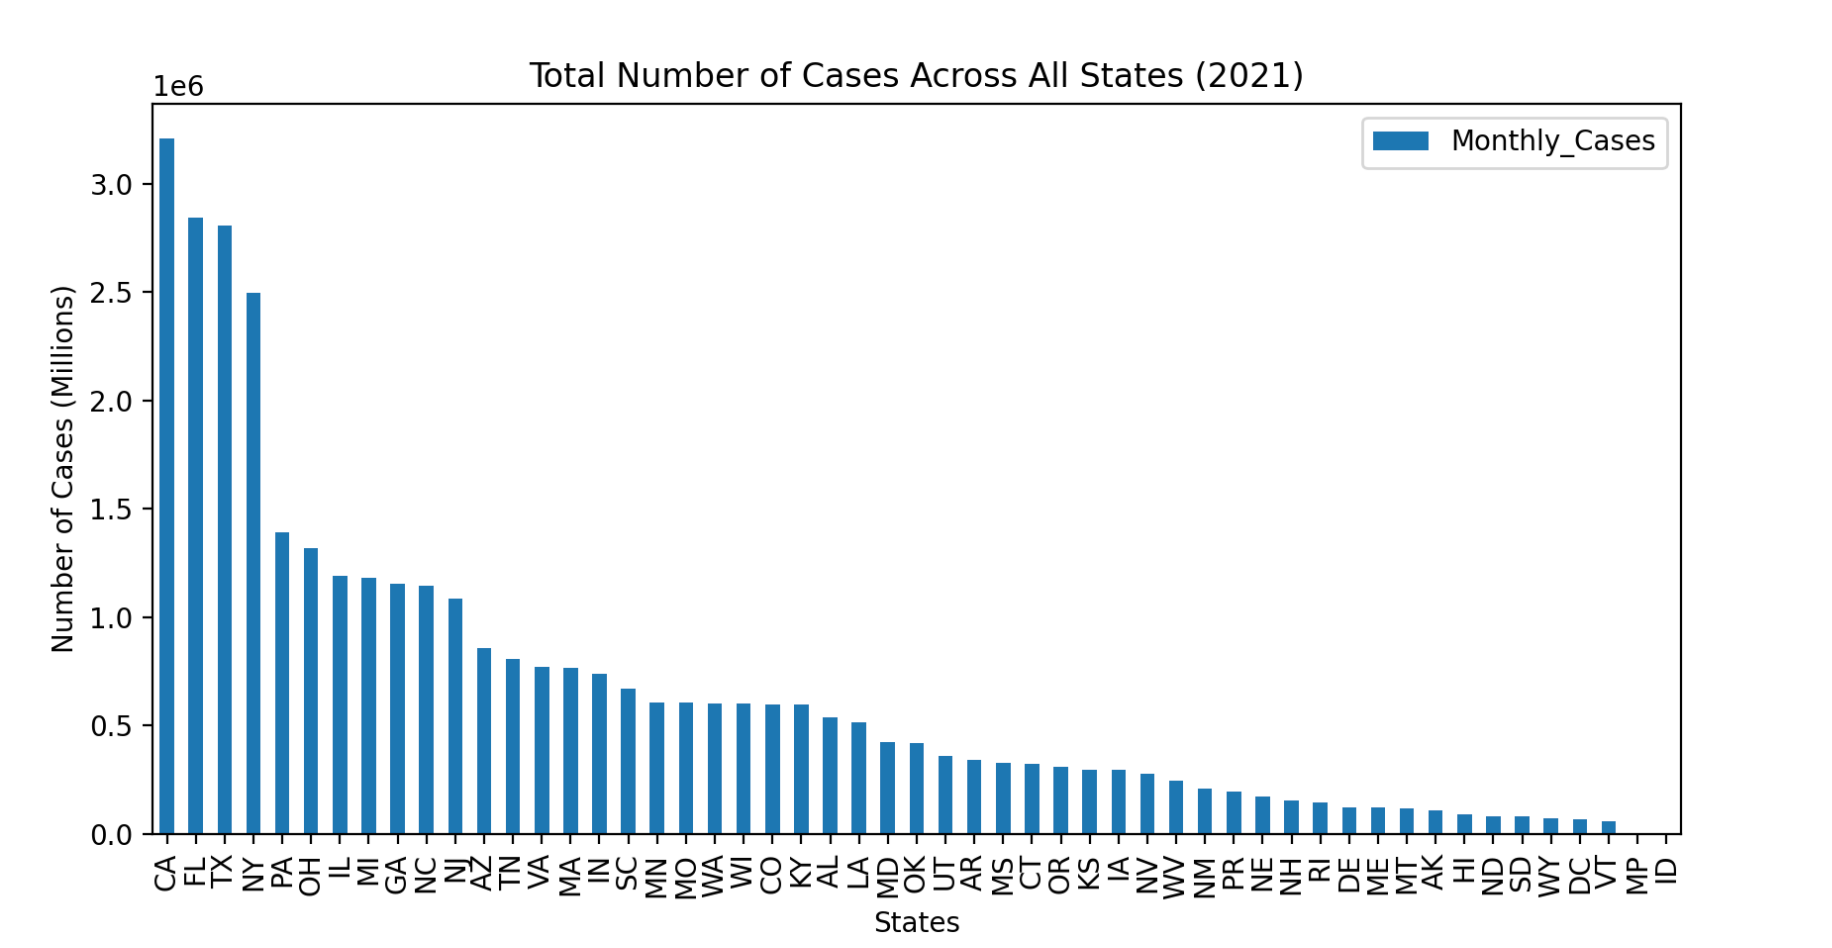 Total Number of Cases Across All States (2021)
1e6
Monthly_Cases
3.0
2.5
2.0
1.5
1.0
0.5
0.0
Number of Cases (Millions)
CA FL TX NY PA OH IL MI GA NC NJ AZ TN VA MA IN SC MN MO WA WI CO KY AL LA MD OK UT AR MS CT OR KS IA NV WV NM PR NE NH RI DE ME MT AK HI ND SD WY DC VT MP ID
States